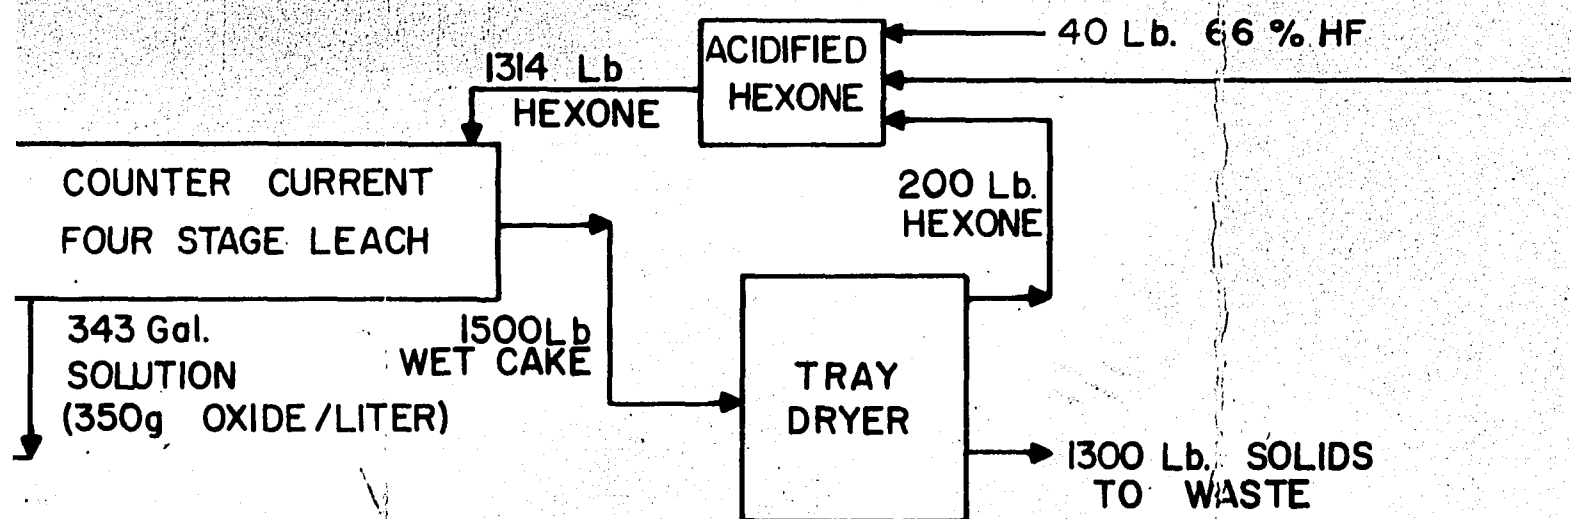 40 Lb. 66 % HF
ACIDIFIED
HEXONE
1314 Lb
HEXONE
COUNTER CURRENT
FOUR STAGE LEACH
200 Lb.
HEXONE
343 Gal.
SOLUTION
(350g OXIDE/LITER)
1500Lb
WET CAKE
TRAY
DRYER
1300 Lb. SOLIDS
TO WASTE